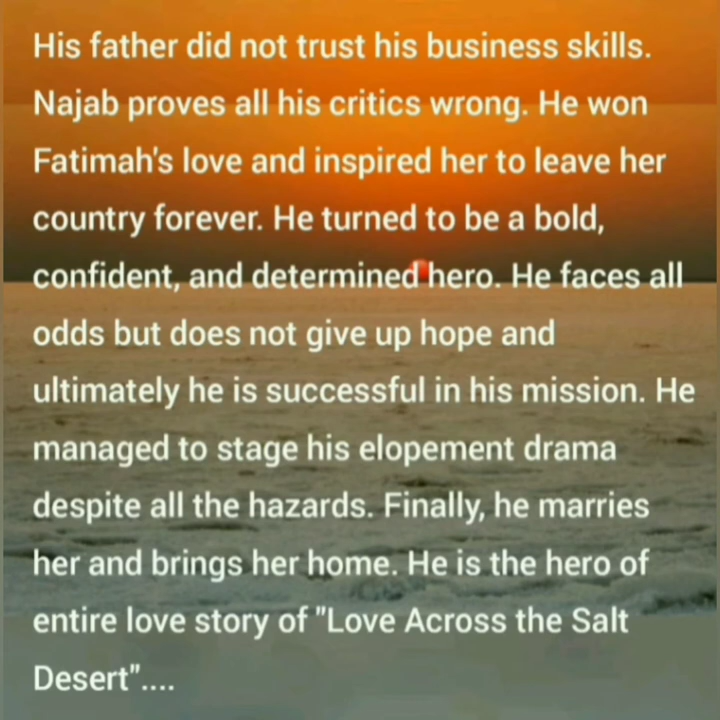 His father did not trust his business skills.
Najab proves all his critics wrong. He won
Fatimah's love and inspired her to leave her
country forever. He turned to be a bold,
confident, and determined hero. He faces all
odds but does not give up hope and
ultimately he is successful in his mission. He
managed to stage his elopement drama
despite all the hazards. Finally, he marries
her and brings her home. He is the hero of
entire love story of "Love Across the Salt
Desert"....